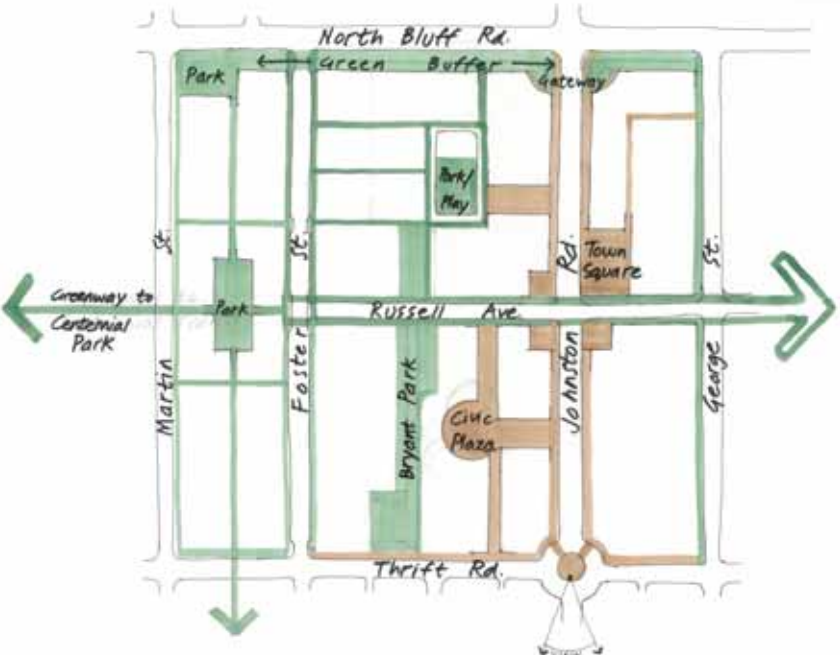 North Bluff Rd.
Green Buffer
Park
Gateway
Park/
Play
St.
St.
Rd.
Town
Square
St.
Greenway to
Centennial
Park
Park
Russell Ave
Martin
Foster
Bryant Park
Civic
Plaza
Johnston
George
Thrift Rd.